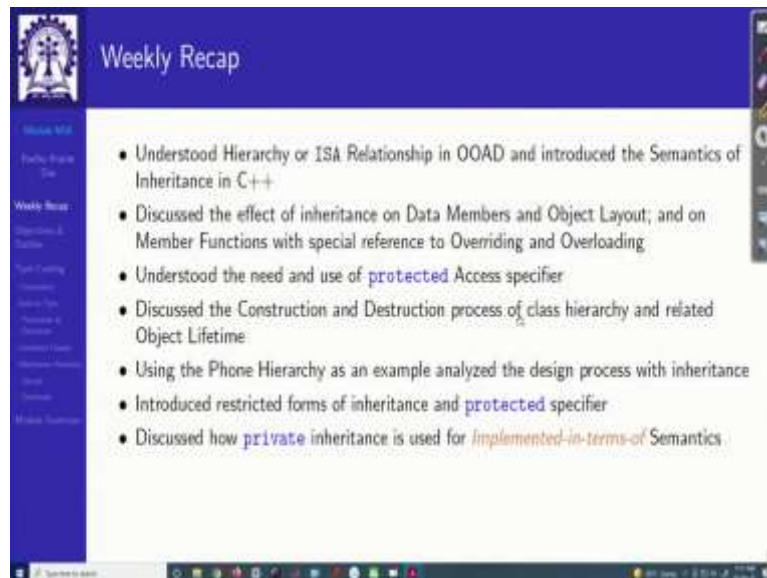 Weekly Recap
• Understood Hierarchy or ISA Relationship in OOAD and introduced the Semantics of
Inheritance in C++
• Discussed the effect of inheritance on Data Members and Object Layout; and on
Member Functions with special reference to Overriding and Overloading
• Understood the need and use of protected Access specifier
• Discussed the Construction and Destruction process of class hierarchy and related
Object Lifetime
• Using the Phone Hierarchy as an example analyzed the design process with inheritance
• Introduced restricted forms of inheritance and protected specifier
• Discussed how private inheritance is used for Implemented-in-terms-of Semantics
Weekly Recap
Module Summary